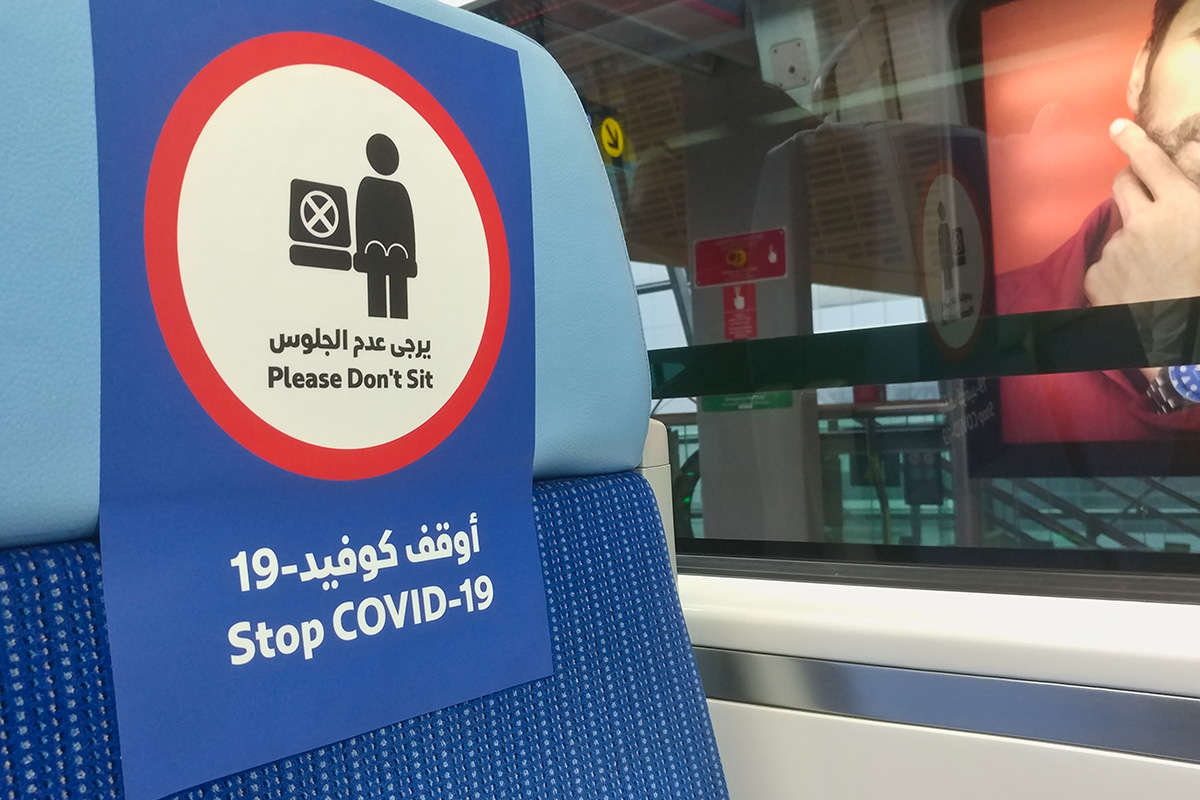 يرجى عدم الجلوس
Please Don't Sit
أوقف كوفيد-19
Stop COVID-19